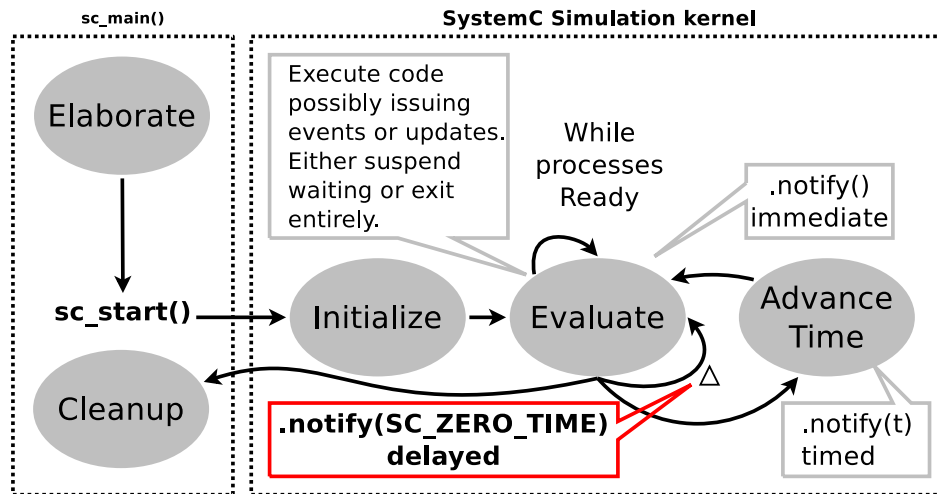 sc_main()
SystemC Simulation kernel
Elaborate
sc_start()
Cleanup
Execute code
possibly issuing
events or updates.
Either suspend
waiting or exit
entirely.
While
processes
Ready
.notify()
immediate
Initialize
Evaluate
Advance
Time
Δ
.notify(SC_ZERO_TIME)
delayed
.notify(t)
timed